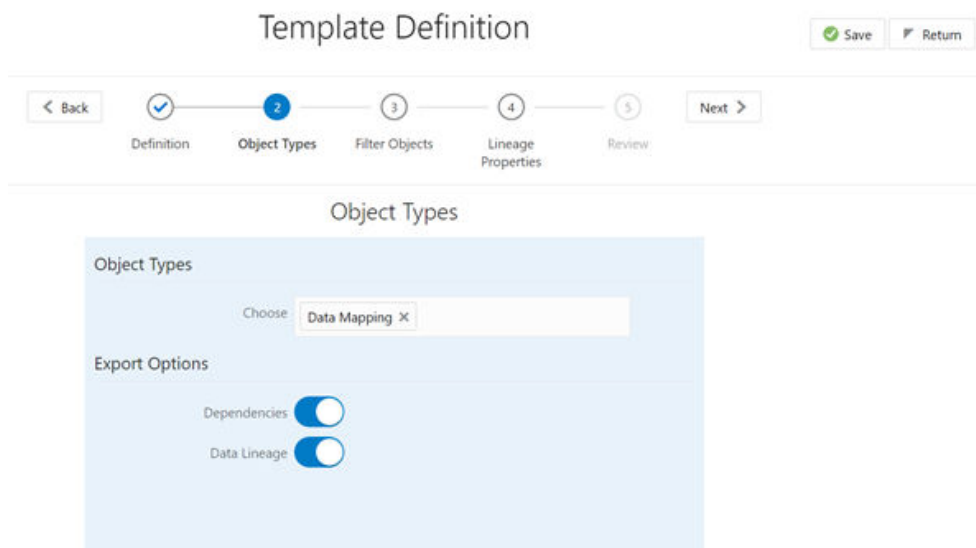 Template Definition
Save
Return
Back
2
3
4
5
Next
Definition
Object Types
Filter Objects
Lineage
Properties
Review
Object Types
Object Types
Choose
Data Mapping
Export Options
Dependencies
Data Lineage